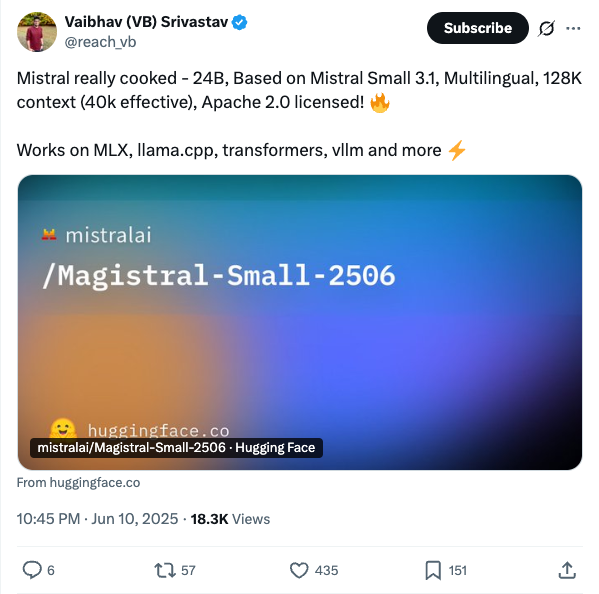 Vaibhav (VB) Srivastav
@reach_vb
Subscribe
Mistral really cooked - 24B, Based on Mistral Small 3.1, Multilingual, 128K
context (40k effective), Apache 2.0 licensed! 🔥
Works on MLX, llama.cpp, transformers, vllm and more ⚡
mistralai
/Magistral-Small-2506
huggingface.co
mistralai/Magistral-Small-2506 · Hugging Face
From huggingface.co
10:45 PM · Jun 10, 2025 · 18.3K Views
6 57 435 151